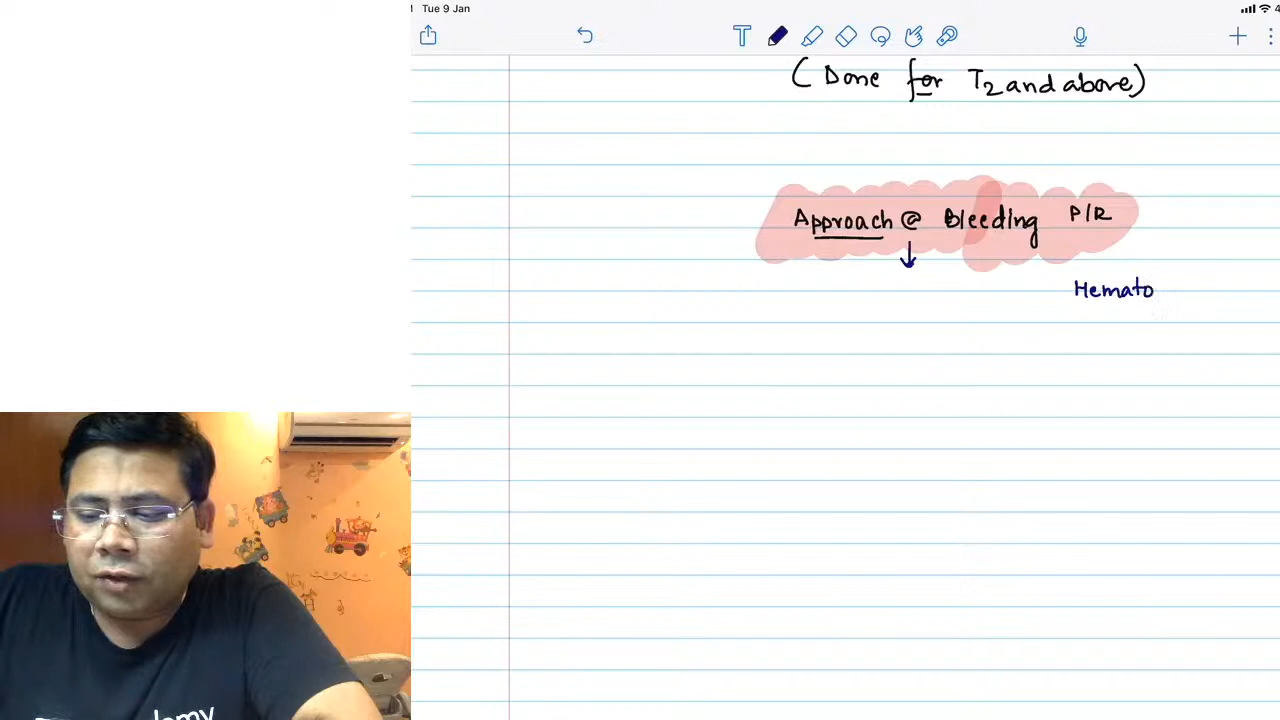 Tue 9 Jan
(Done for T2 and above)
Approach @ Bleeding P/R
↓
Hemato